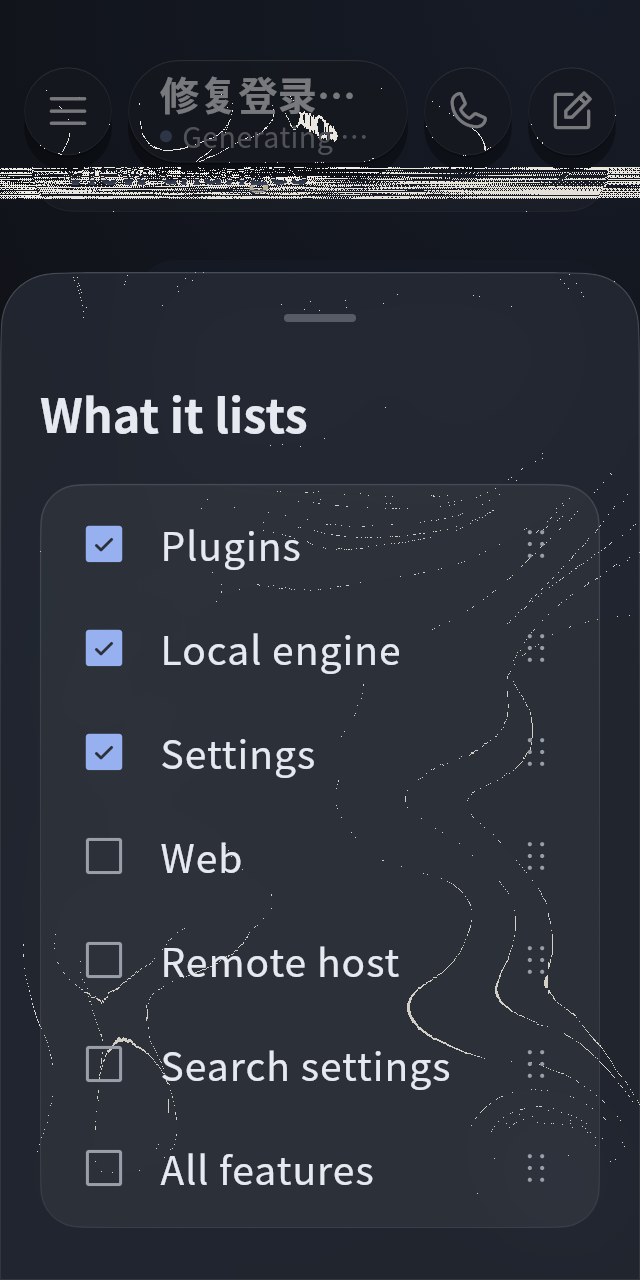 修复登录…
Generating…
What it lists
Plugins
Local engine
Settings
Web
Remote host
Search settings
All features